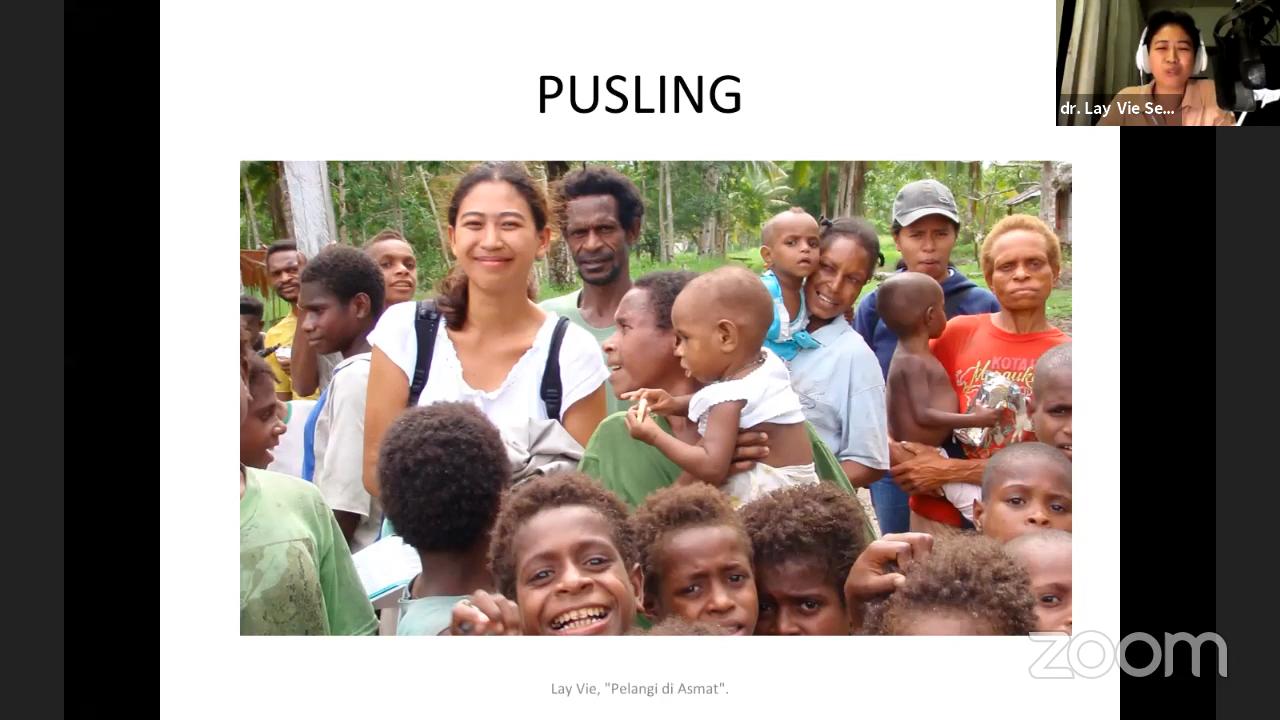 PUSLING
dr. Lay Vie Se...
KOTA
Lay Vie, "Pelangi di Asmat".
zoom